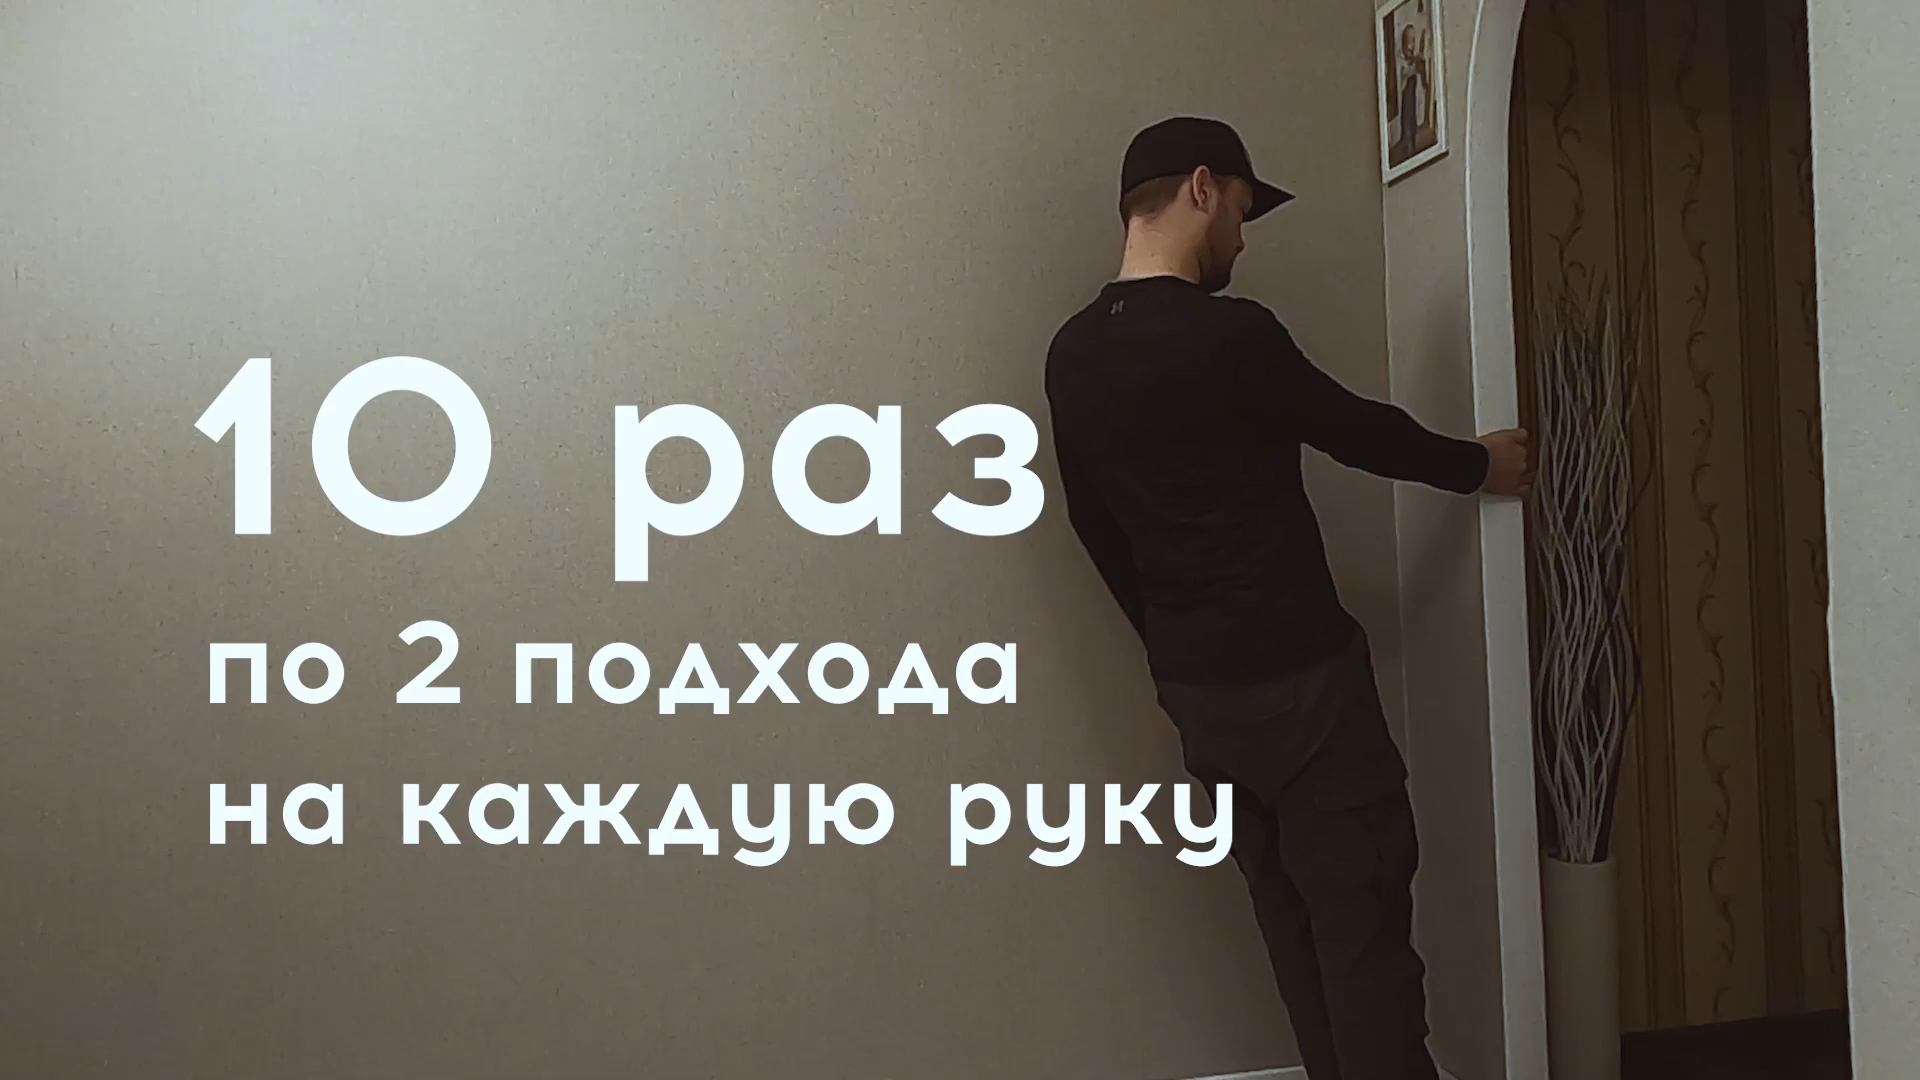 10 раз
по 2 подхода
на каждую руку